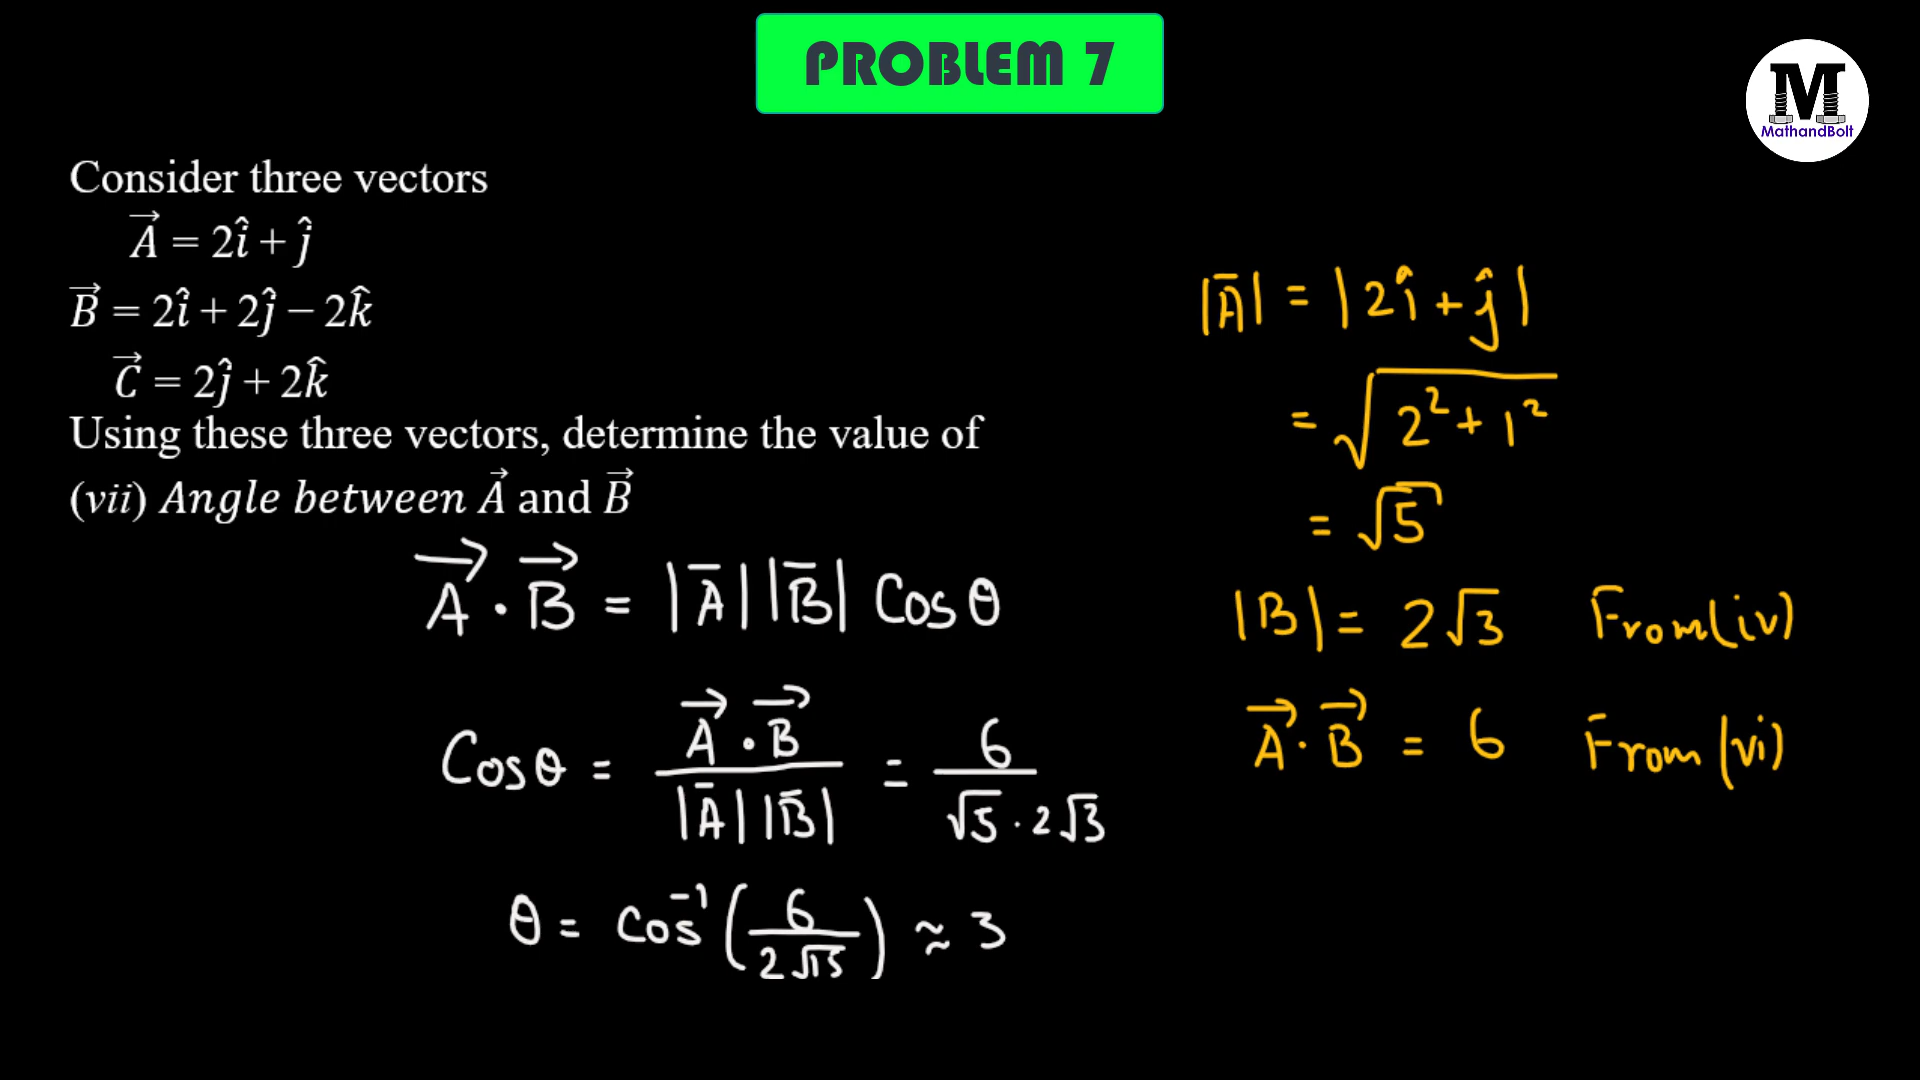 PROBLEM 7
M
MathandBolt
Consider three vectors
A⃗ = 2î + ĵ
B⃗ = 2î + 2ĵ − 2k̂
C⃗ = 2ĵ + 2k̂
Using these three vectors, determine the value of
(vii) Angle between A⃗ and B⃗
A⃗ · B⃗ = |A̅| |B̅| Cosθ
Cosθ = A⃗ · B⃗ / |A̅| |B̅| = 6 / √5 · 2√3
θ = cos⁻¹ (6 / 2√15) ≈ 3
|A̅| = |2î + ĵ|
= √(2² + 1²)
= √5
|B| = 2√3 From (iv)
A⃗ · B⃗ = 6 From (vi)